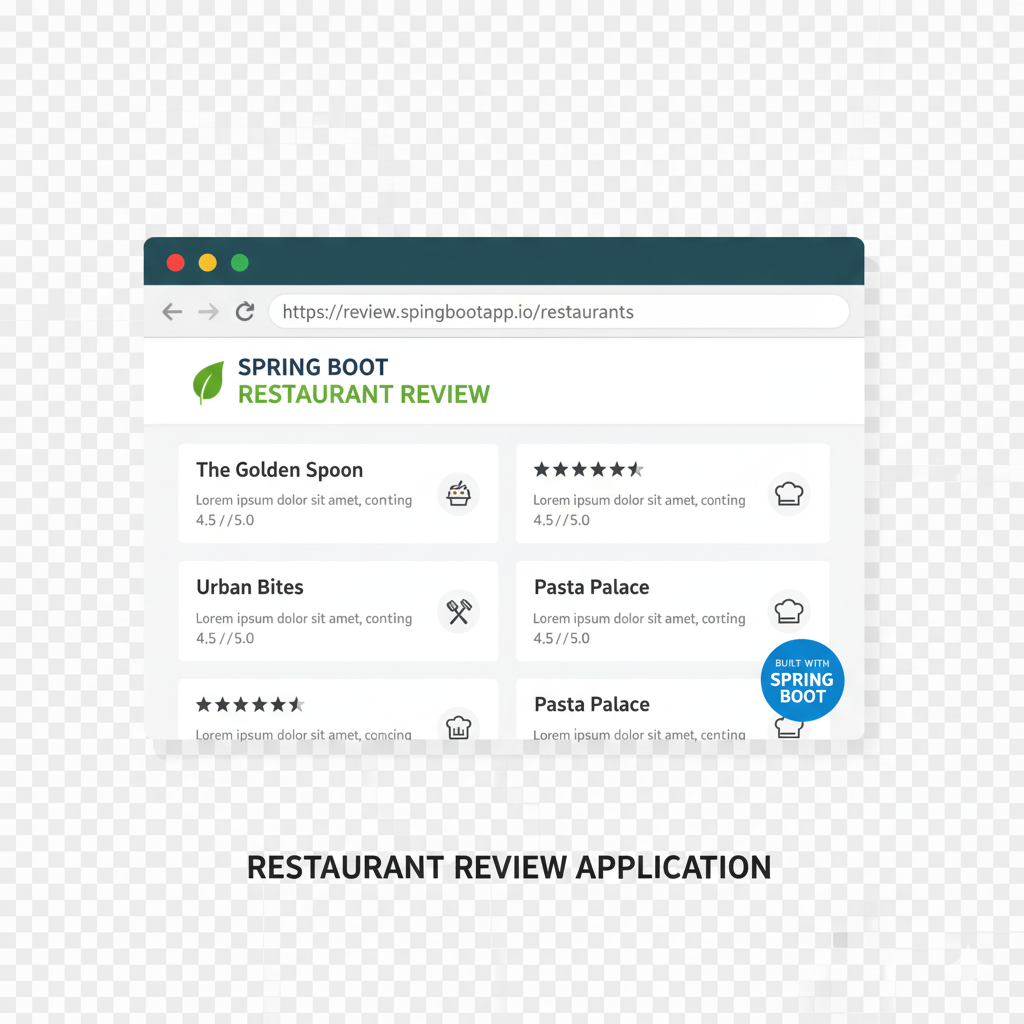 https://review.spingbootapp.io/restaurants
SPRING BOOT
RESTAURANT REVIEW
The Golden Spoon
Lorem ipsum dolor sit amet, conting
4.5//5.0
Lorem ipsum dolor sit amet, conting
4.5//5.0
Urban Bites
Lorem ipsum dolor sit amet, conting
4.5//5.0
Pasta Palace
Lorem ipsum dolor sit amet, corting
4.5//5.0
Lorem ipsum dolor sit amet, concing
Pasta Palace
Lorem ipsum dolor sit amet, centing
BUILT WITH
SPRING
BOOT
RESTAURANT REVIEW APPLICATION